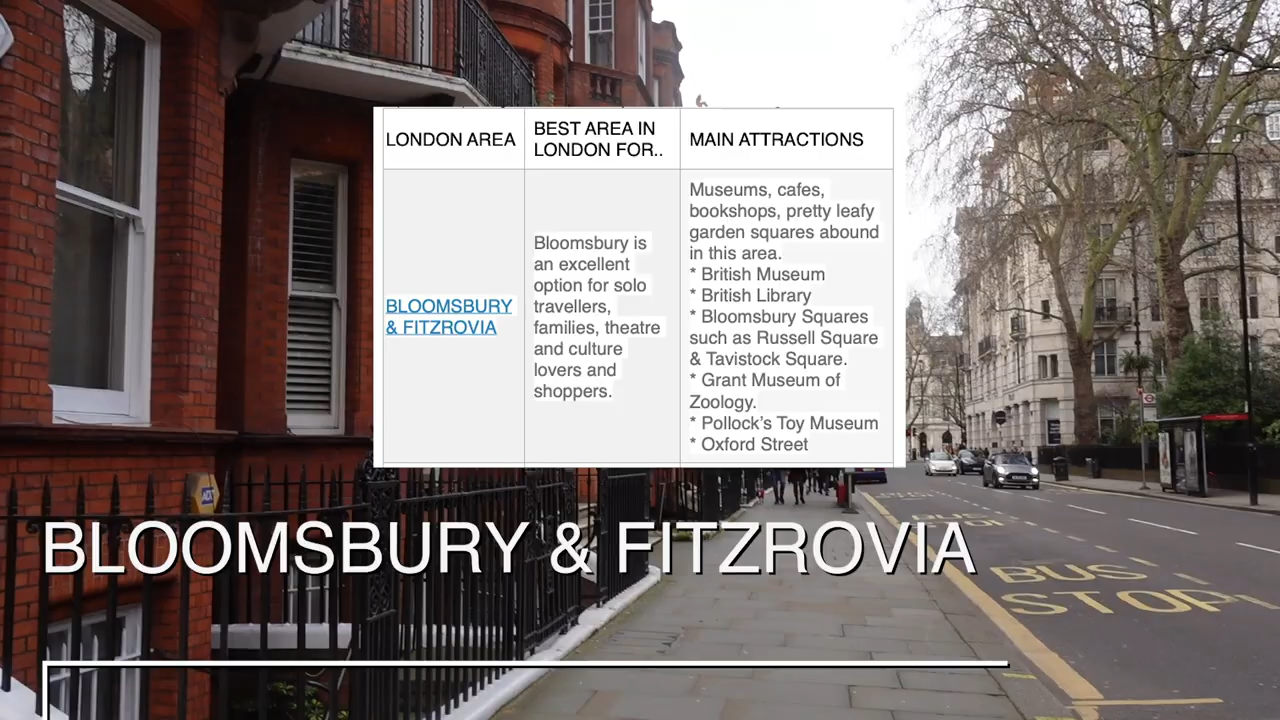 LONDON AREA
BEST AREA IN
LONDON FOR..
MAIN ATTRACTIONS
BLOOMSBURY
& FITZROVIA
Bloomsbury is
an excellent
option for solo
travellers,
families, theatre
and culture
lovers and
shoppers.
Museums, cafes,
bookshops, pretty leafy
garden squares abound
in this area.
* British Museum
* British Library
* Bloomsbury Squares
such as Russell Square
& Tavistock Square.
* Grant Museum of
Zoology.
* Pollock's Toy Museum
* Oxford Street
BLOOMSBURY & FITZROVIA
BUS
STOP